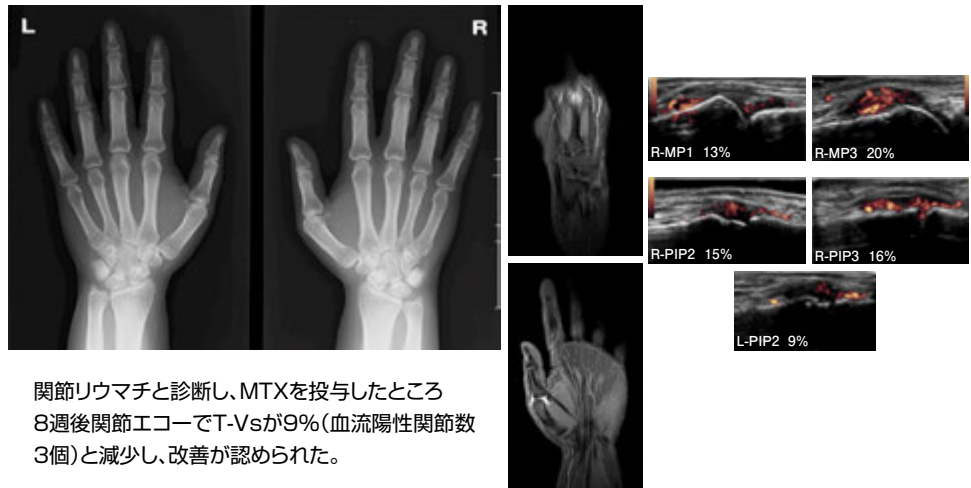 L
R
R-MP1 13%
R-MP3 20%
R-PIP2 15%
R-PIP3 16%
L-PIP2 9%
関節リウマチと診断し、MTXを投与したところ
8週後関節エコーでT-Vsが9%(血流陽性関節数
3個)と減少し、改善が認められた。